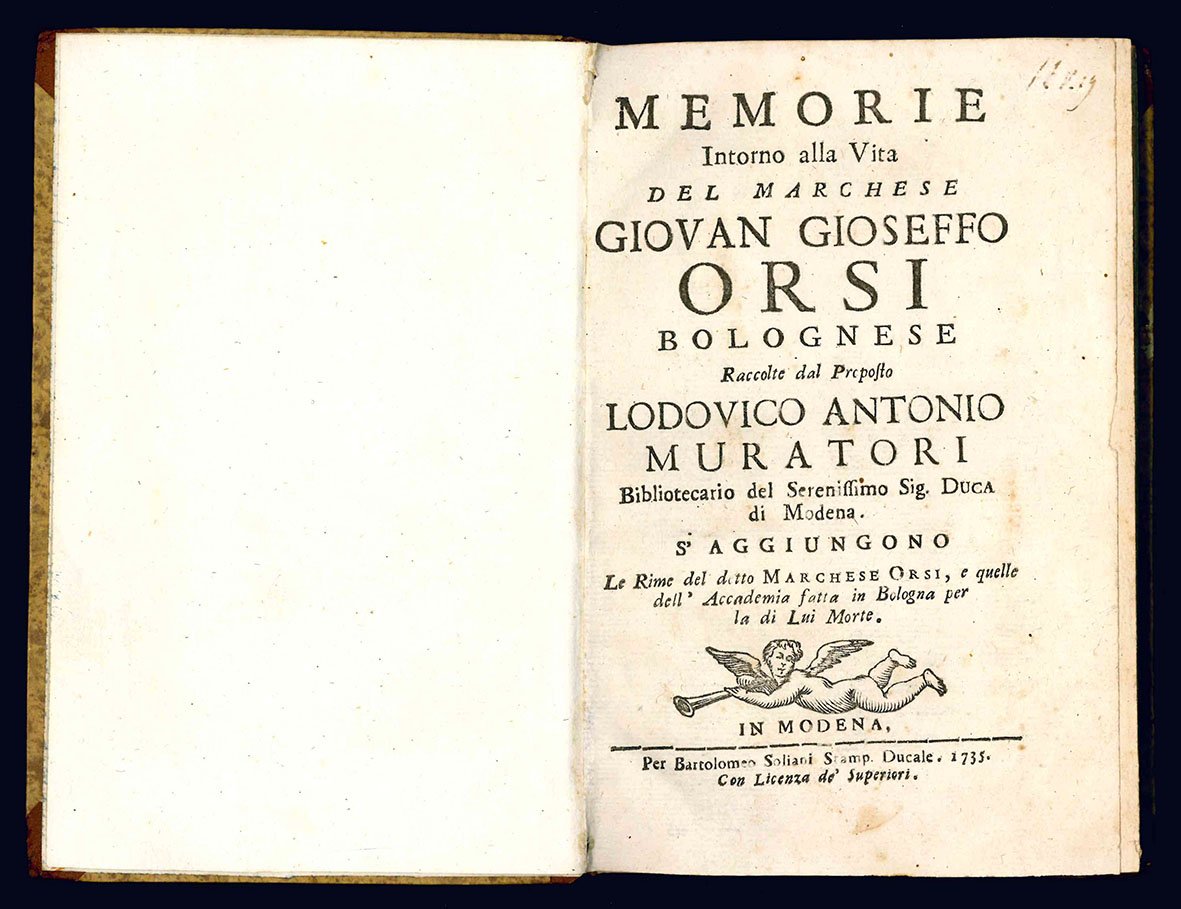 MEMORIE
Intorno alla Vita
DEL MARCHESE
GIOVAN GIOSEFFO
ORSI
BOLOGNESE
Raccolte dal Prepoſto
LODOVICO ANTONIO
MURATORI
Bibliotecario del Sereniſſimo Sig. DUCA
di Modena.
S' AGGIUNGONO
Le Rime del detto MARCHESE ORSI, e quelle
dell' Accademia fatta in Bologna per
la di Lui Morte.
IN MODENA,
Per Bartolomeo Soliani Stamp. Ducale. 1735.
Con Licenza de' Superiori.